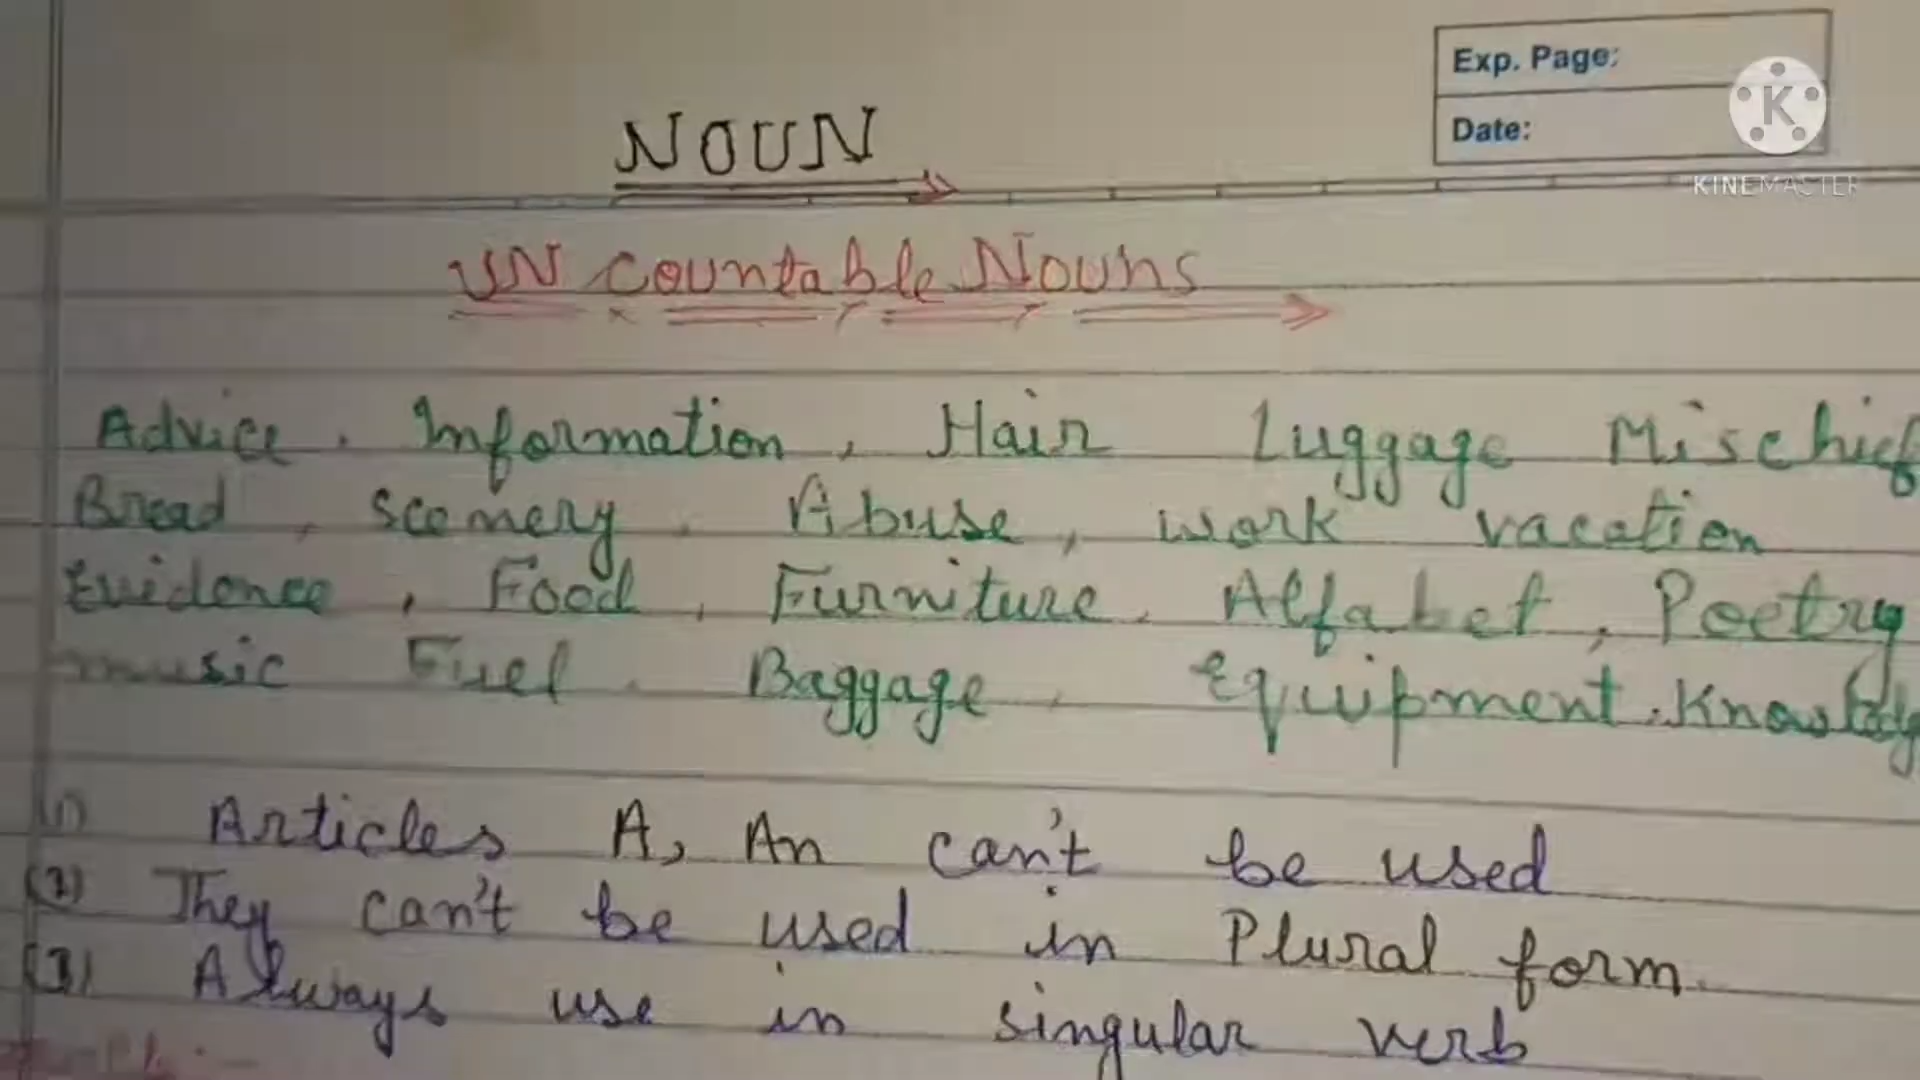 Exp. Page:
Date:
K
KINEMASTER
NOUN
UN countable Nouns
Advice, Information, Hair Luggage Mischief
Bread, scenery, Abuse, work vacation
Evidence, Food, Furniture, Alfabet, Poetry
music Fuel, Baggage, Equipment, Knowledg
(1) Articles A, An can't be used
(2) They can't be used in Plural form.
(3) Always use in singular verb